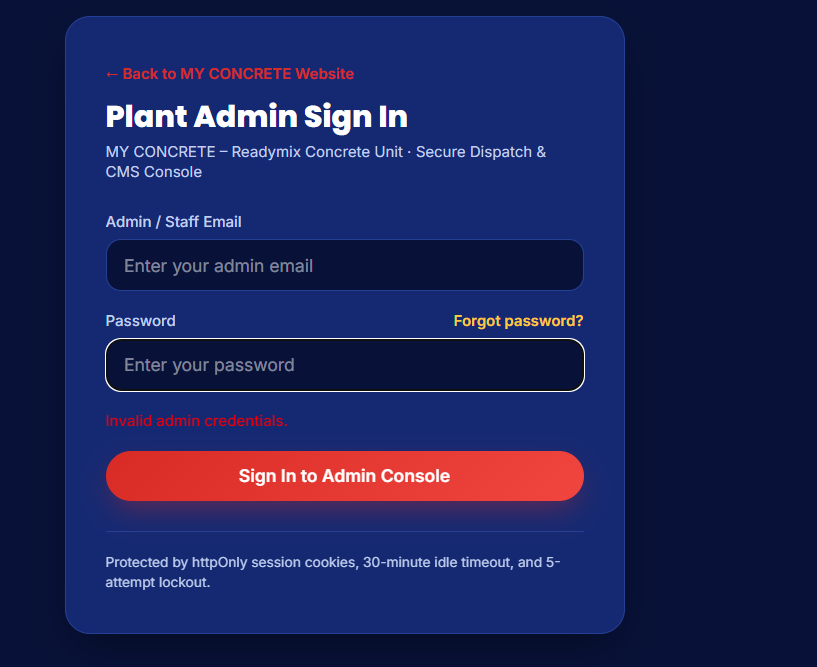 ← Back to MY CONCRETE Website
Plant Admin Sign In
MY CONCRETE – Readymix Concrete Unit · Secure Dispatch &
CMS Console
Admin / Staff Email
Enter your admin email
Password Forgot password?
Enter your password
Invalid admin credentials.
Sign In to Admin Console
Protected by httpOnly session cookies, 30-minute idle timeout, and 5-
attempt lockout.